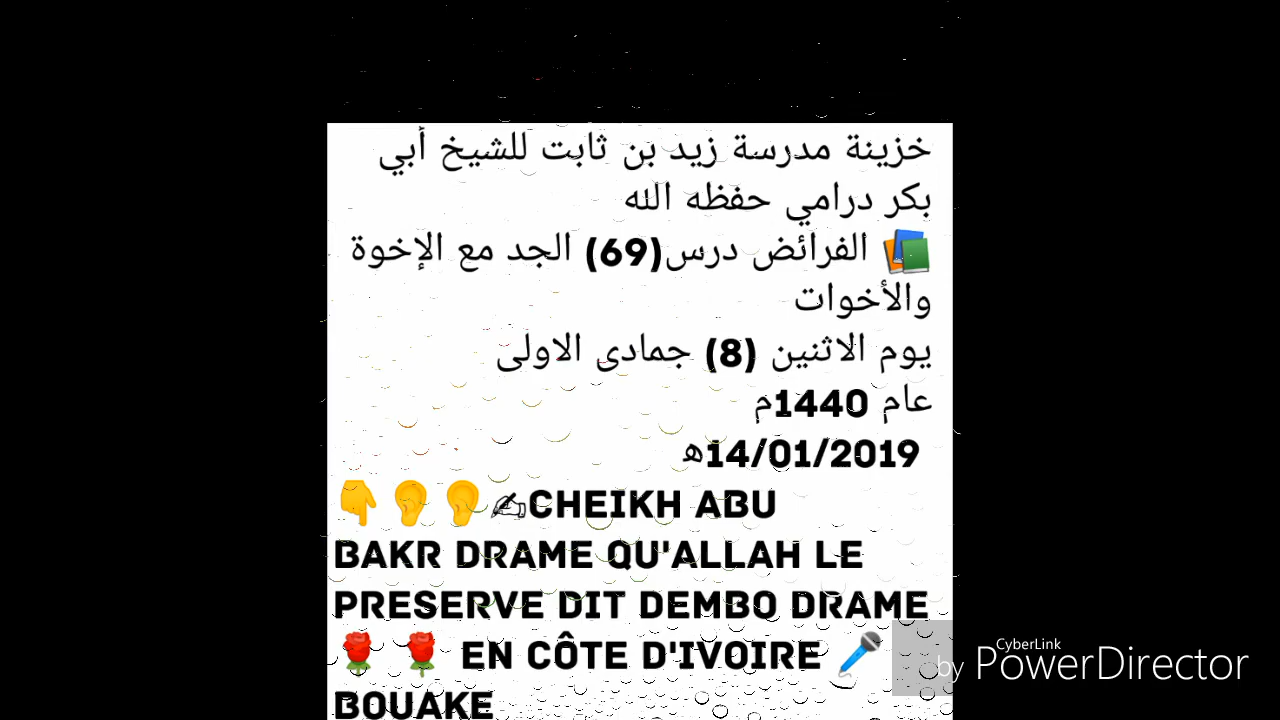 خزينة مدرسة زيد بن ثابت للشيخ أبي
بكر درامي حفظه الله
📚 الفرائض درس(69) الجد مع الإخوة
والأخوات
يوم الاثنين (8) جمادى الاولى
عام 1440م
14/01/2019ه
👇👂👂✍CHEIKH ABU
BAKR DRAME QU'ALLAH LE
PRESERVE DIT DEMBO DRAME
🌹 🌹 EN CÔTE D'IVOIRE 🎤
BOUAKE
CyberLink
by PowerDirector